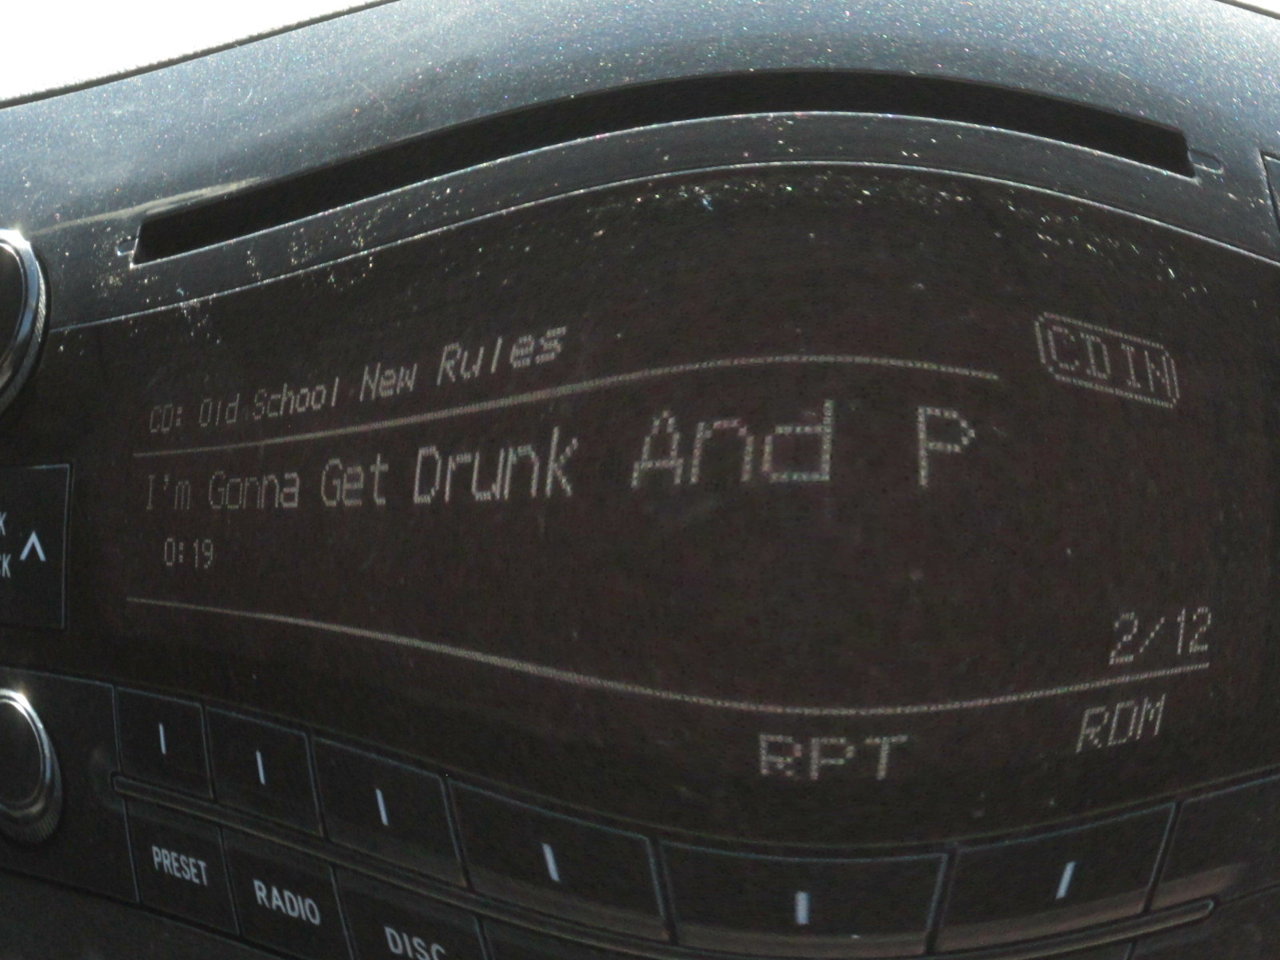 CD IN
CD: Old School New Rules
I'm Gonna Get Drunk And P
0:19
2/12
RPT RDM
PRESET
RADIO
DISC